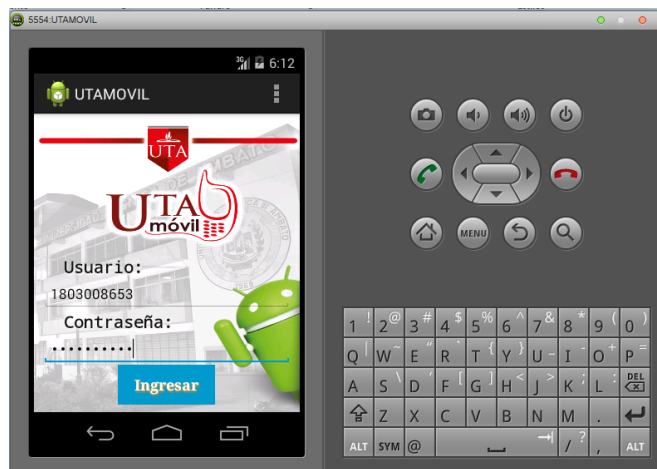 5554:UTAMOVIL
3G 6:12
UTAMOVIL
UTA
UTA
móvil
Usuario:
1803008653
Contraseña:
Ingresar
MENU
1 ! 2 @ 3 # 4 $ 5 % 6 ^ 7 & 8 * 9 ( 0 )
Q | W ~ E " R ` T { Y } U - I - O + P =
A S \ D ' F [ G ] H < J > K ; L : DEL
Z X C V B N M .
ALT SYM @ / ? , ALT